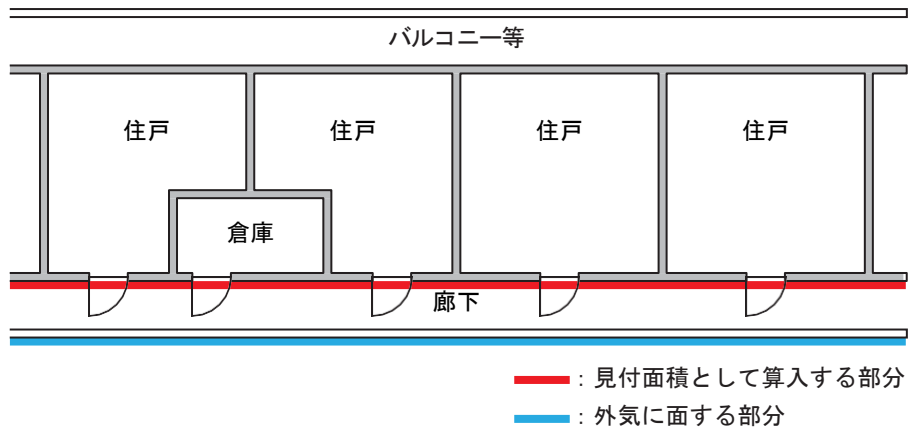 バルコニー等
住戸
住戸
住戸
住戸
倉庫
廊下
：見付面積として算入する部分
：外気に面する部分